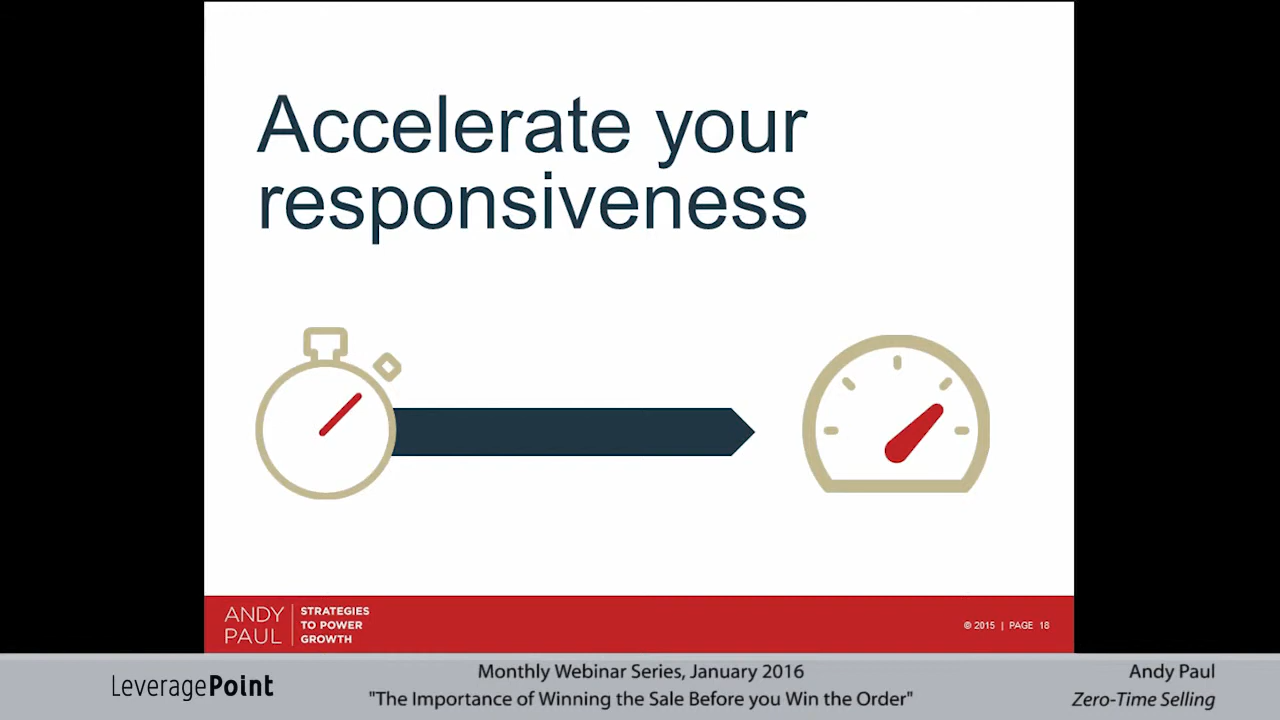 Accelerate your
responsiveness
ANDY
PAUL
STRATEGIES
TO POWER
GROWTH
© 2015 | PAGE 18
LeveragePoint
Monthly Webinar Series, January 2016
"The Importance of Winning the Sale Before you Win the Order"
Andy Paul
Zero-Time Selling